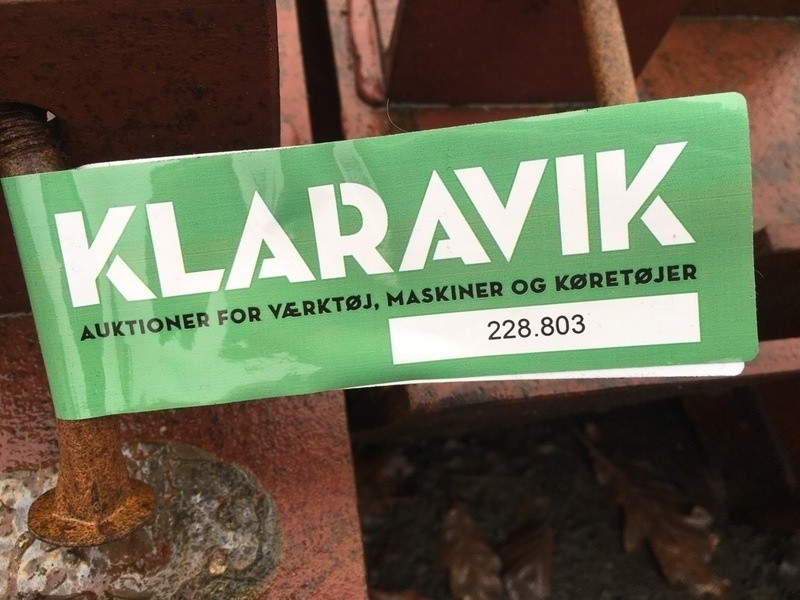 KLARAVIK
AUKTIONER FOR VÆRKTØJ, MASKINER OG KØRETØJER
228.803